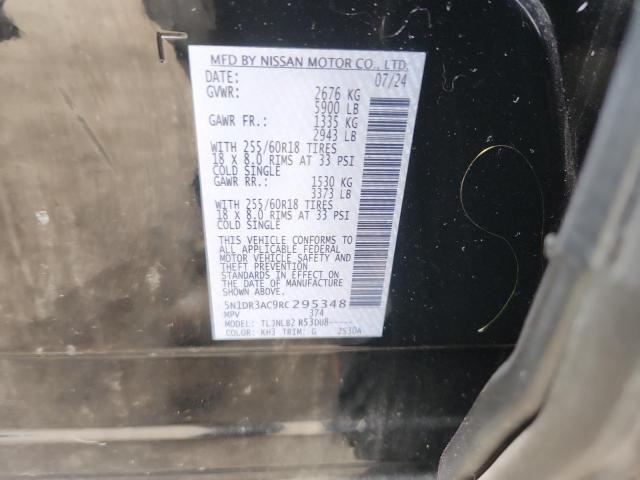 MFD BY NISSAN MOTOR CO., LTD.
DATE: 07/24
GVWR: 2676 KG
5900 LB
GAWR FR.: 1335 KG
2943 LB
WITH 255/60R18 TIRES
18 X 8.0 RIMS AT 33 PSI
COLD SINGLE
GAWR RR.: 1530 KG
3373 LB
WITH 255/60R18 TIRES
18 X 8.0 RIMS AT 33 PSI
COLD SINGLE
THIS VEHICLE CONFORMS TO
ALL APPLICABLE FEDERAL
MOTOR VEHICLE SAFETY AND
THEFT PREVENTION
STANDARDS IN EFFECT ON
THE DATE OF MANUFACTURE
SHOWN ABOVE.
5N1DR3AC9RC295348
MPV 374
MODEL: TLJNLB2 R53DU8-----
COLOR: KH3 TRIM: G 2S30A